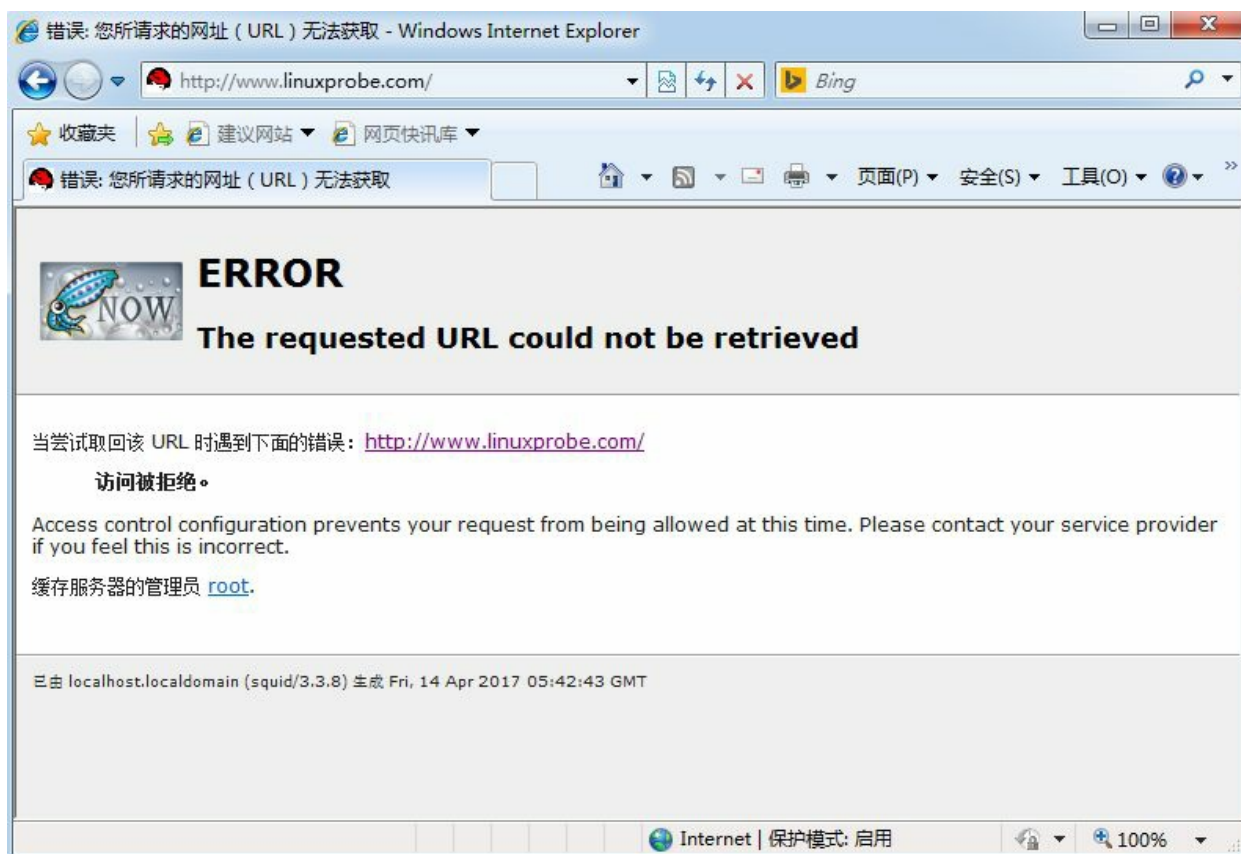 错误: 您所请求的网址 ( URL ) 无法获取 - Windows Internet Explorer
http://www.linuxprobe.com/
Bing
收藏夹 建议网站 网页快讯库
错误: 您所请求的网址 ( URL ) 无法获取
页面(P) 安全(S) 工具(O)
NOW
ERROR
The requested URL could not be retrieved
当尝试取回该 URL 时遇到下面的错误: http://www.linuxprobe.com/
访问被拒绝。
Access control configuration prevents your request from being allowed at this time. Please contact your service provider
if you feel this is incorrect.
缓存服务器的管理员 root.
已由 localhost.localdomain (squid/3.3.8) 生成 Fri, 14 Apr 2017 05:42:43 GMT
Internet | 保护模式: 启用
100%